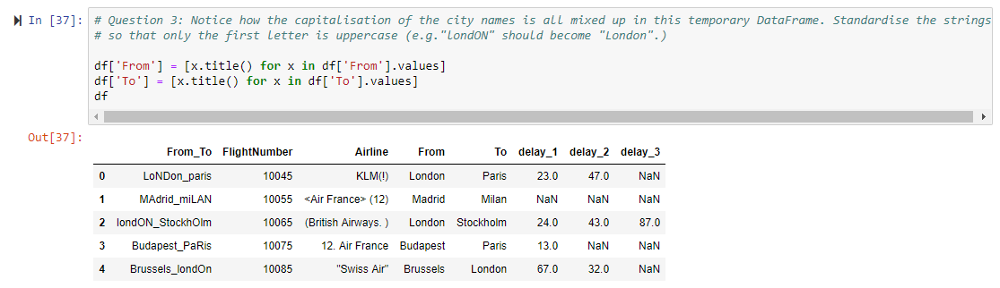 In [37]: # Question 3: Notice how the capitalisation of the city names is all mixed up in this temporary DataFrame. Standardise the strings
# so that only the first letter is uppercase (e.g."londON" should become "London".)
df['From'] = [x.title() for x in df['From'].values]
df['To'] = [x.title() for x in df['To'].values]
df
Out[37]:
From_To FlightNumber Airline From To delay_1 delay_2 delay_3
0 LoNDon_paris 10045 KLM(!) London Paris 23.0 47.0 NaN
1 MAdrid_miLAN 10055 <Air France> (12) Madrid Milan NaN NaN NaN
2 londON_StockhOlm 10065 (British Airways. ) London Stockholm 24.0 43.0 87.0
3 Budapest_PaRis 10075 12. Air France Budapest Paris 13.0 NaN NaN
4 Brussels_londOn 10085 "Swiss Air" Brussels London 67.0 32.0 NaN